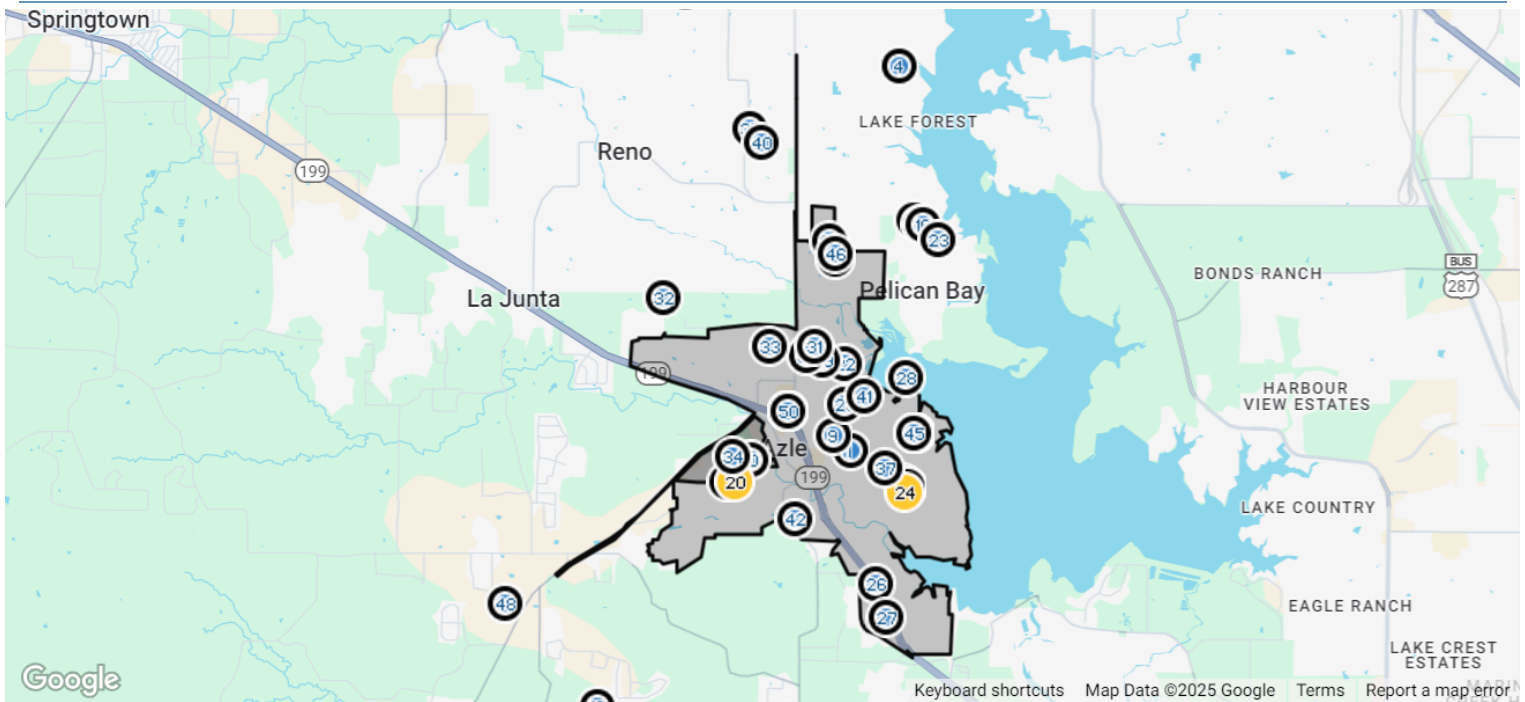 Springtown
4
LAKE FOREST
40
Reno
199
23
46
BONDS RANCH
BUS
287
Pelican Bay
La Junta
32
33
31
22
199
28
HARBOUR
VIEW ESTATES
41
50
45
9
zle
34
37
199
20
24
LAKE COUNTRY
42
26
48
EAGLE RANCH
27
LAKE CREST
ESTATES
Google
Keyboard shortcuts
Map Data ©2025 Google
Terms
Report a map error